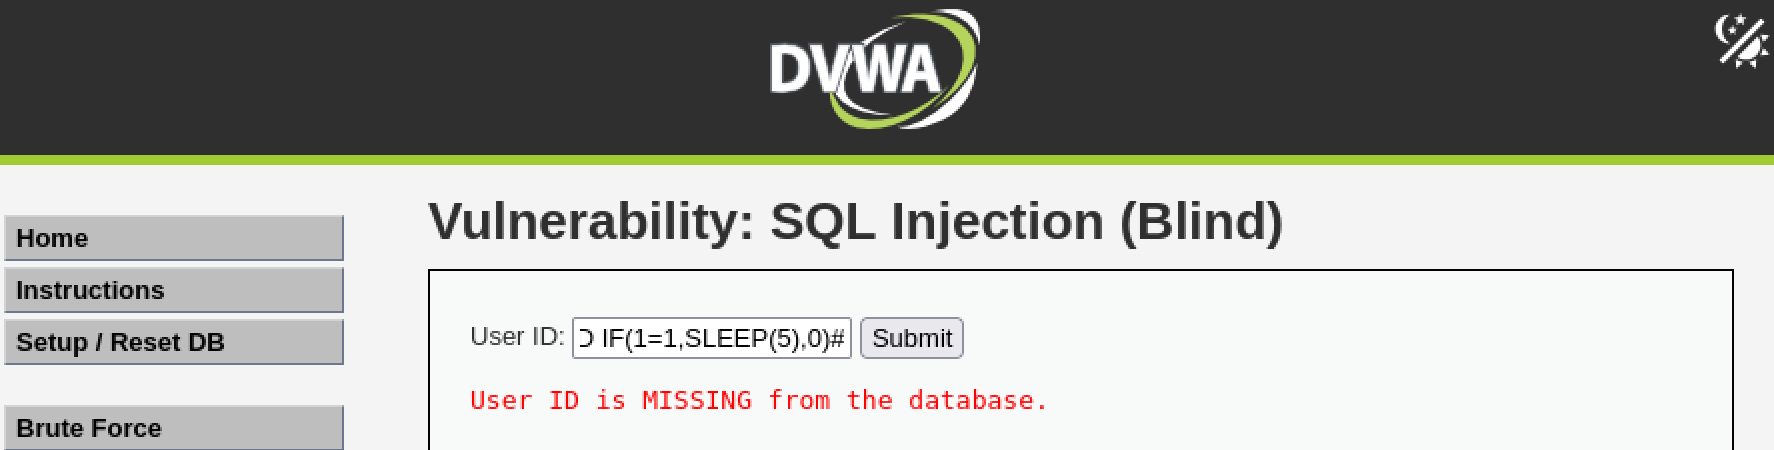 DVWA
Vulnerability: SQL Injection (Blind)
Home
Instructions
Setup / Reset DB
Brute Force
User ID: IF(1=1,SLEEP(5),0)# Submit
User ID is MISSING from the database.